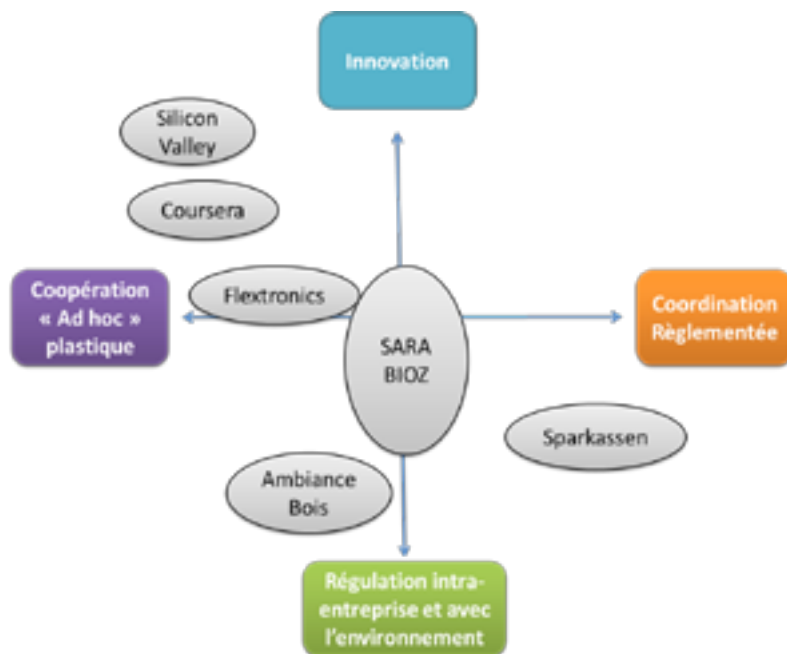 Innovation
Silicon
Valley
Coursera
Coopération
« Ad hoc »
plastique
Flextronics
Coordination
Règlementée
SARA
BIOZ
Sparkassen
Ambiance
Bois
Régulation intra-
entreprise et avec
l'environnement